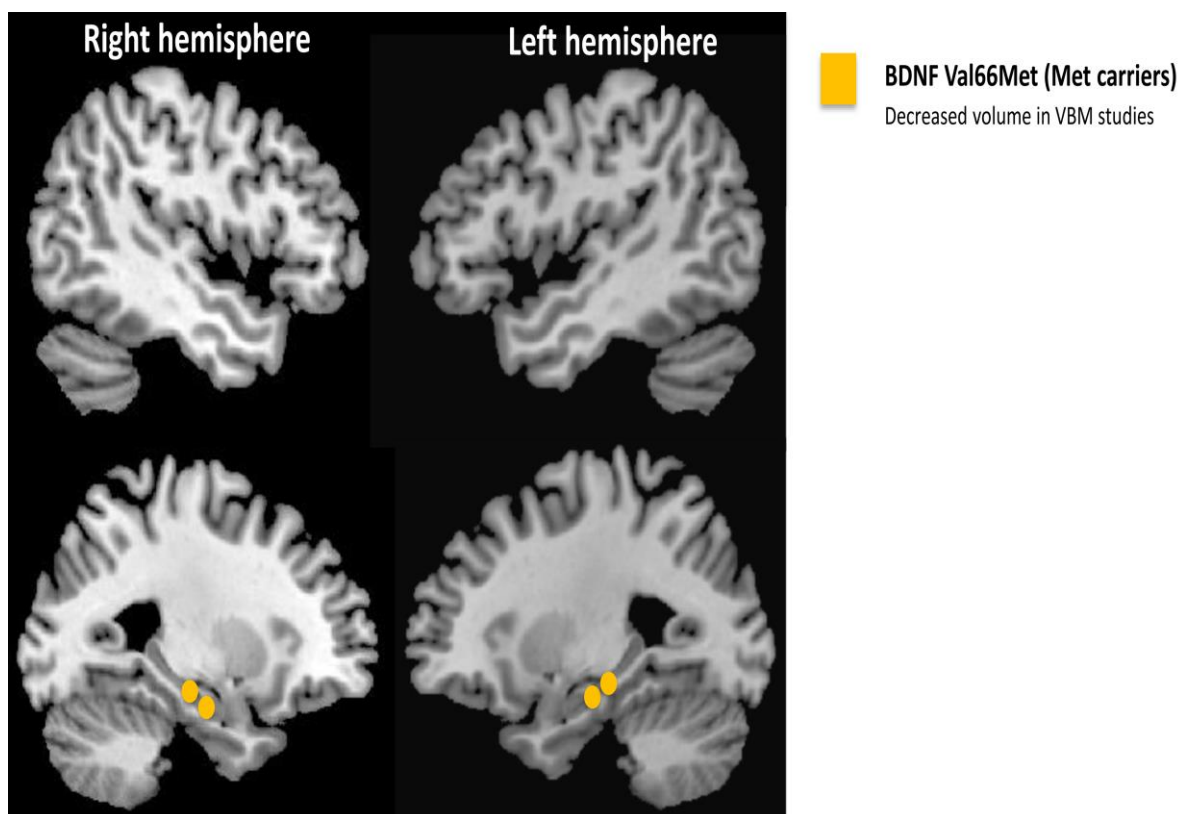 Right hemisphere
Left hemisphere
BDNF Val66Met (Met carriers)
Decreased volume in VBM studies